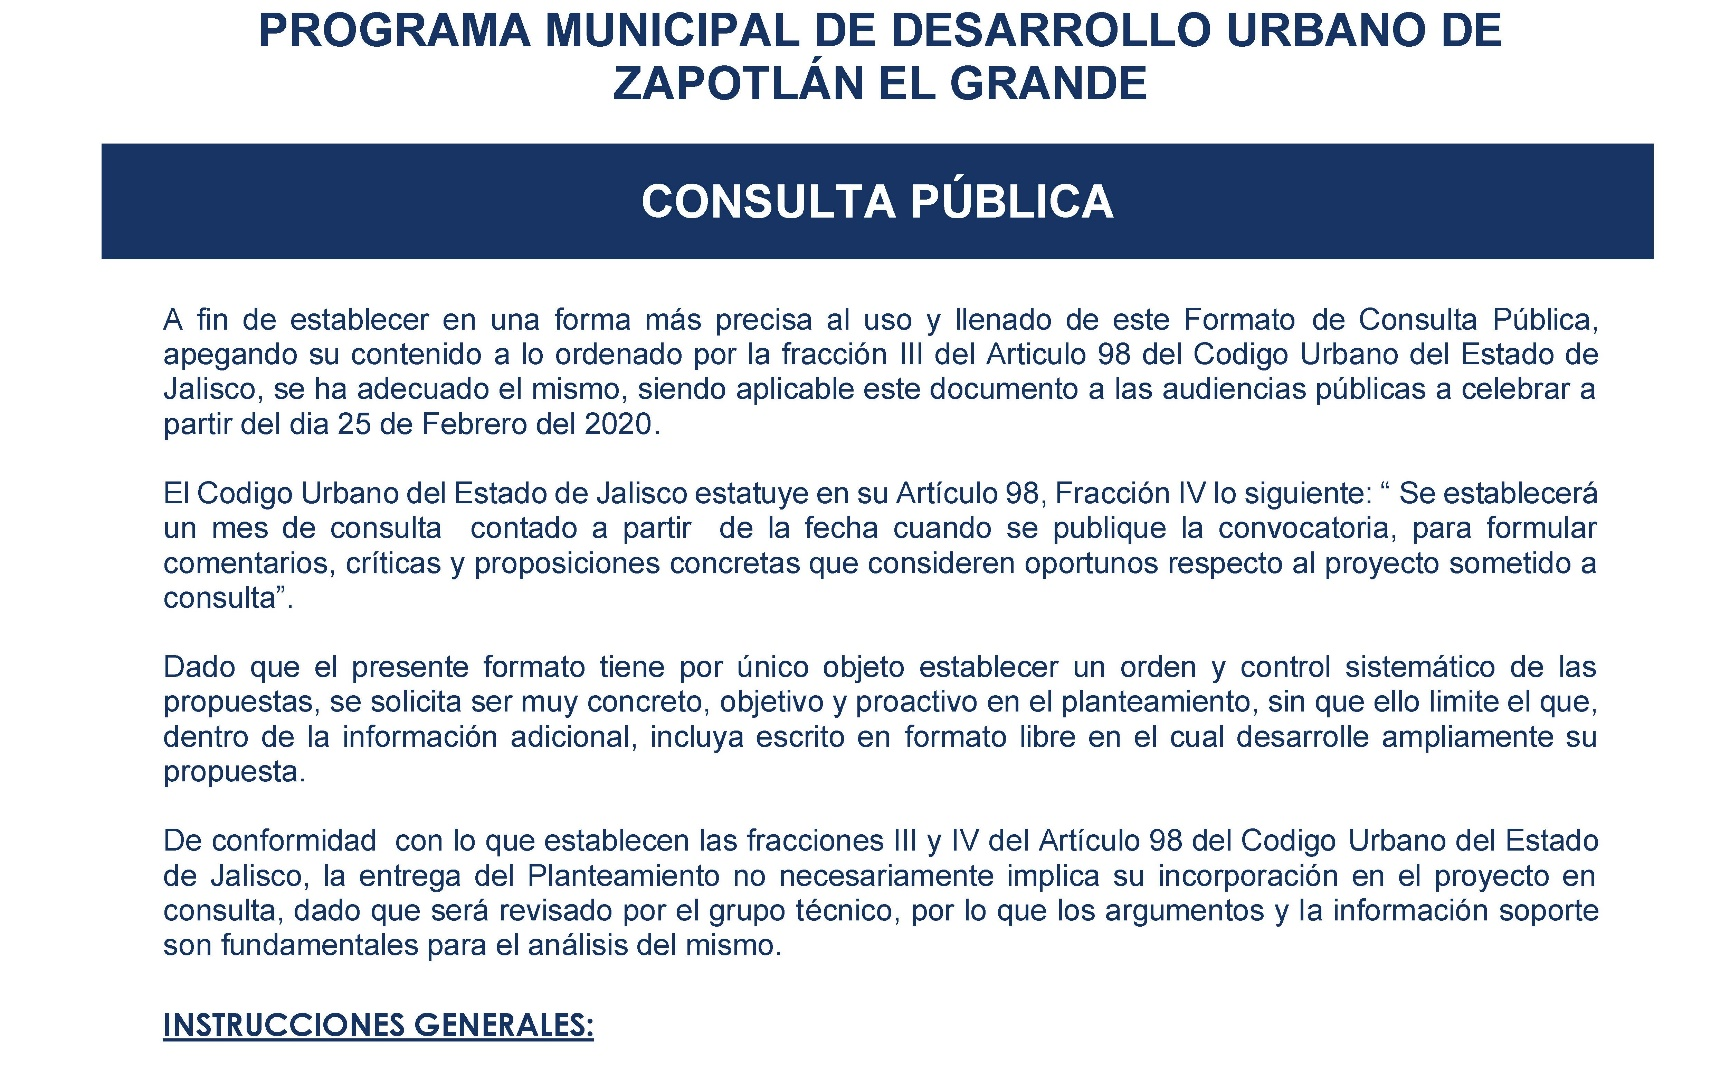 PROGRAMA MUNICIPAL DE DESARROLLO URBANO DE
ZAPOTLÁN EL GRANDE
CONSULTA PÚBLICA
A fin de establecer en una forma más precisa al uso y llenado de este Formato de Consulta Pública,
apegando su contenido a lo ordenado por la fracción III del Articulo 98 del Codigo Urbano del Estado de
Jalisco, se ha adecuado el mismo, siendo aplicable este documento a las audiencias públicas a celebrar a
partir del dia 25 de Febrero del 2020.
El Codigo Urbano del Estado de Jalisco estatuye en su Artículo 98, Fracción IV lo siguiente: “ Se establecerá
un mes de consulta contado a partir de la fecha cuando se publique la convocatoria, para formular
comentarios, críticas y proposiciones concretas que consideren oportunos respecto al proyecto sometido a
consulta”.
Dado que el presente formato tiene por único objeto establecer un orden y control sistemático de las
propuestas, se solicita ser muy concreto, objetivo y proactivo en el planteamiento, sin que ello limite el que,
dentro de la información adicional, incluya escrito en formato libre en el cual desarrolle ampliamente su
propuesta.
De conformidad con lo que establecen las fracciones III y IV del Artículo 98 del Codigo Urbano del Estado
de Jalisco, la entrega del Planteamiento no necesariamente implica su incorporación en el proyecto en
consulta, dado que será revisado por el grupo técnico, por lo que los argumentos y la información soporte
son fundamentales para el análisis del mismo.
INSTRUCCIONES GENERALES: